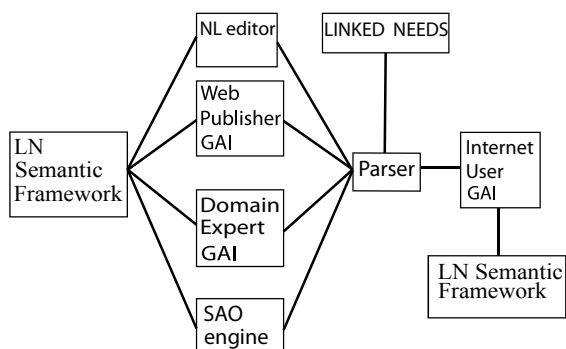 NL editor
LINKED NEEDS
Web
Publisher
GAI
LN
Semantic
Framework
Parser
Internet
User
GAI
Domain
Expert
GAI
LN Semantic
Framework
SAO
engine